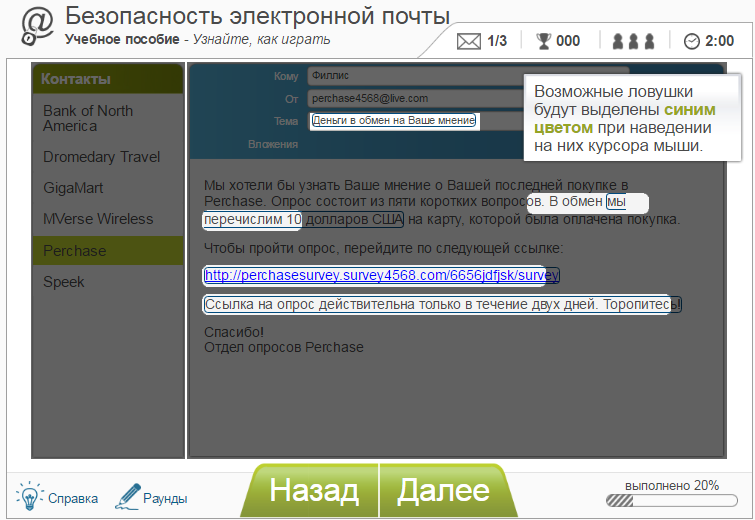 Безопасность электронной почты
Учебное пособие - Узнайте, как играть
1/3
000
2:00
Контакты
Bank of North
America
Dromedary Travel
GigaMart
MVerse Wireless
Perchase
Speek
Кому Филлис
От perchase4568@live.com
Тема Деньги в обмен на Ваше мнение
Вложения
Возможные ловушки
будут выделены синим
цветом при наведении
на них курсора мыши.
Мы хотели бы узнать Ваше мнение о Вашей последней покупке в
Perchase. Опрос состоит из пяти коротких вопросов. В обмен мы
перечислим 10 долларов США на карту, которой была оплачена покупка.
Чтобы пройти опрос, перейдите по следующей ссылке:
http://perchasesurvey.survey4568.com/6656jdfjsk/survey
Ссылка на опрос действительна только в течение двух дней. Торопитесь!
Спасибо!
Отдел опросов Perchase
Справка
Раунды
Назад
Далее
выполнено 20%